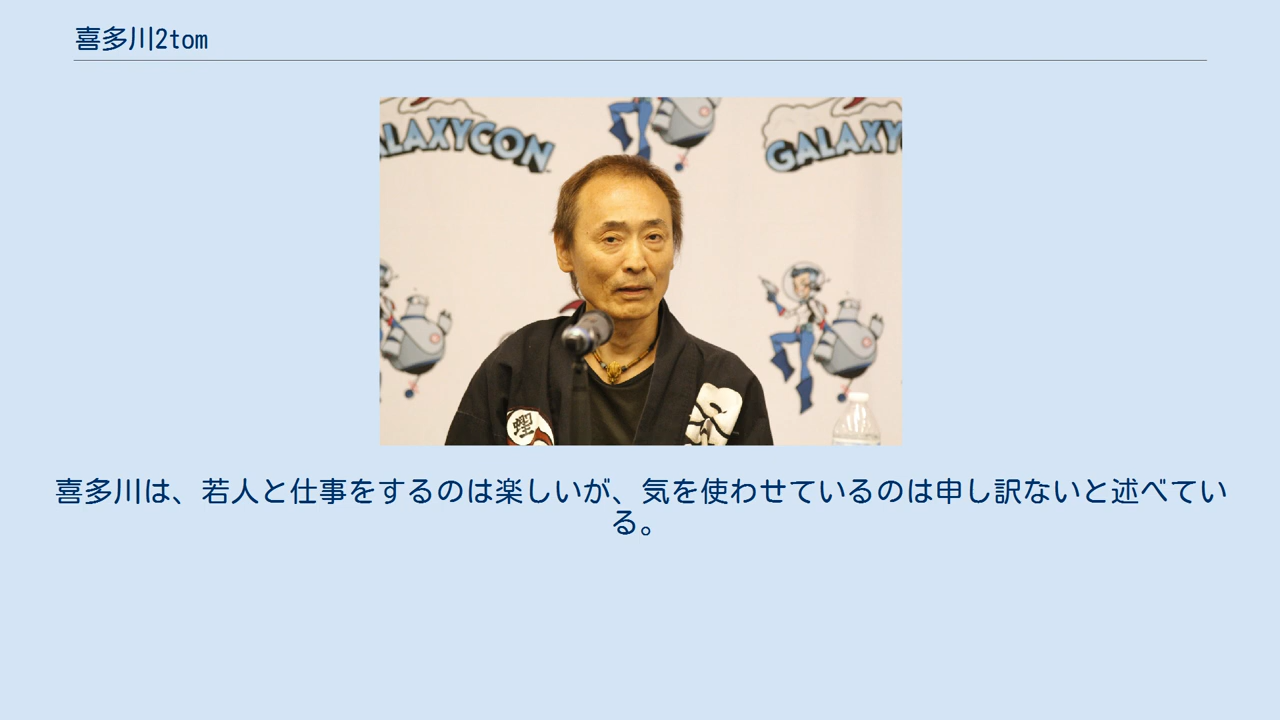 喜多川2tom
GALAXYCON
GALAXY
喜多川は、若人と仕事をするのは楽しいが、気を使わせているのは申し訳ないと述べてい
る。